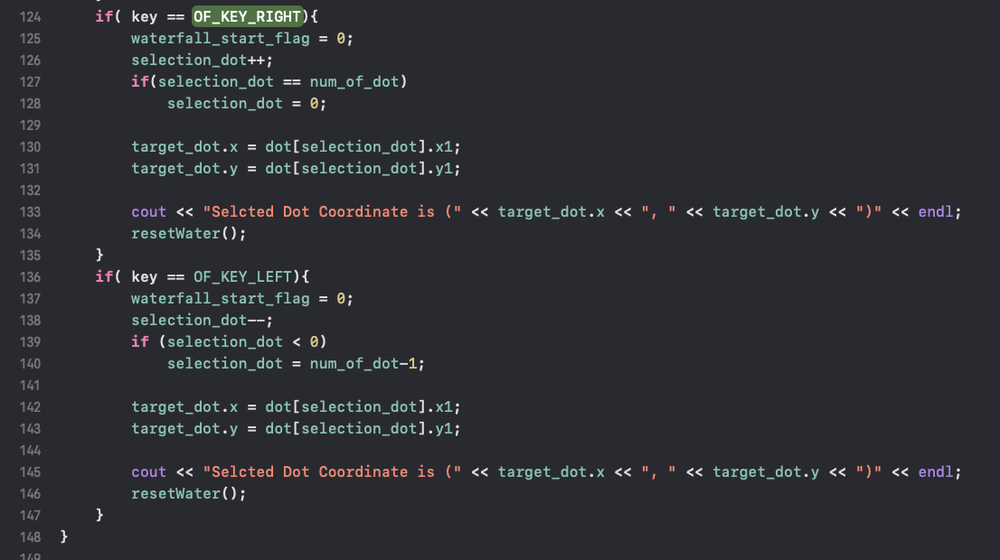 124 if( key == OF_KEY_RIGHT){
125 waterfall_start_flag = 0;
126 selection_dot++;
127 if(selection_dot == num_of_dot)
128 selection_dot = 0;
129
130 target_dot.x = dot[selection_dot].x1;
131 target_dot.y = dot[selection_dot].y1;
132
133 cout << "Selcted Dot Coordinate is (" << target_dot.x << ", " << target_dot.y << ")" << endl;
134 resetWater();
135 }
136 if( key == OF_KEY_LEFT){
137 waterfall_start_flag = 0;
138 selection_dot--;
139 if (selection_dot < 0)
140 selection_dot = num_of_dot-1;
141
142 target_dot.x = dot[selection_dot].x1;
143 target_dot.y = dot[selection_dot].y1;
144
145 cout << "Selcted Dot Coordinate is (" << target_dot.x << ", " << target_dot.y << ")" << endl;
146 resetWater();
147 }
148 }
149